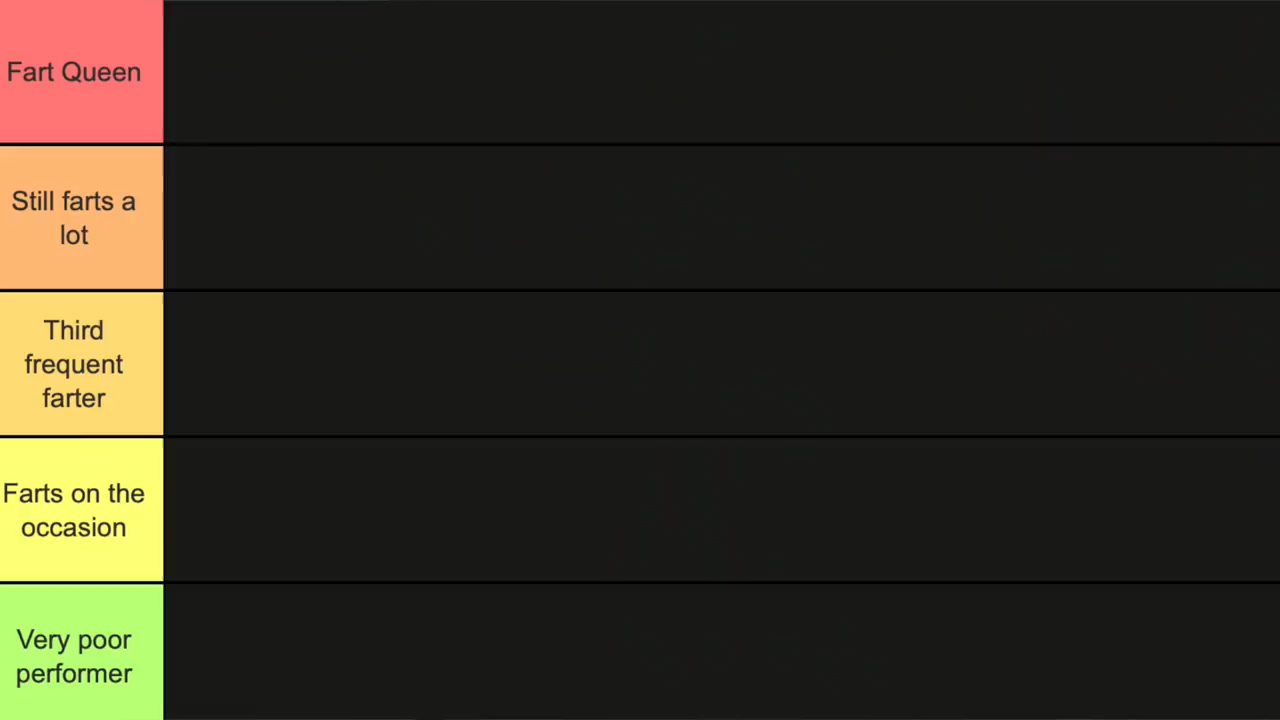 Fart Queen
Still farts a
lot
Third
frequent
farter
Farts on the
occasion
Very poor
performer